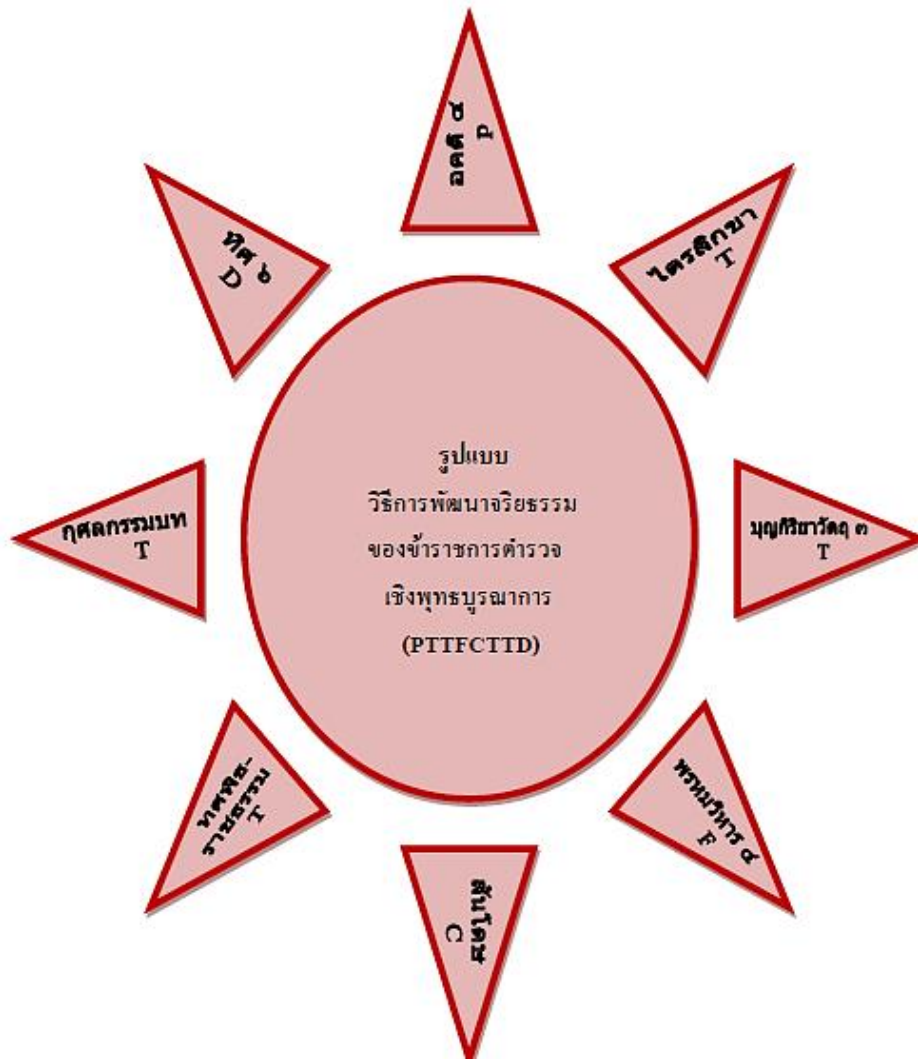 อคติ ๔
P
ไตรสิกขา
T
บุญกิริยาวัตถุ ๓
T
พรหมวิหาร ๔
F
สันโดษ
C
ทศพิธ-
ราชธรรม
T
กุศลกรรมบท
T
ทิศ ๖
D
รูปแบบ
วิธีการพัฒนาจริยธรรม
ของข้าราชการตำรวจ
เชิงพุทธบูรณาการ
(PTTFCTTD)